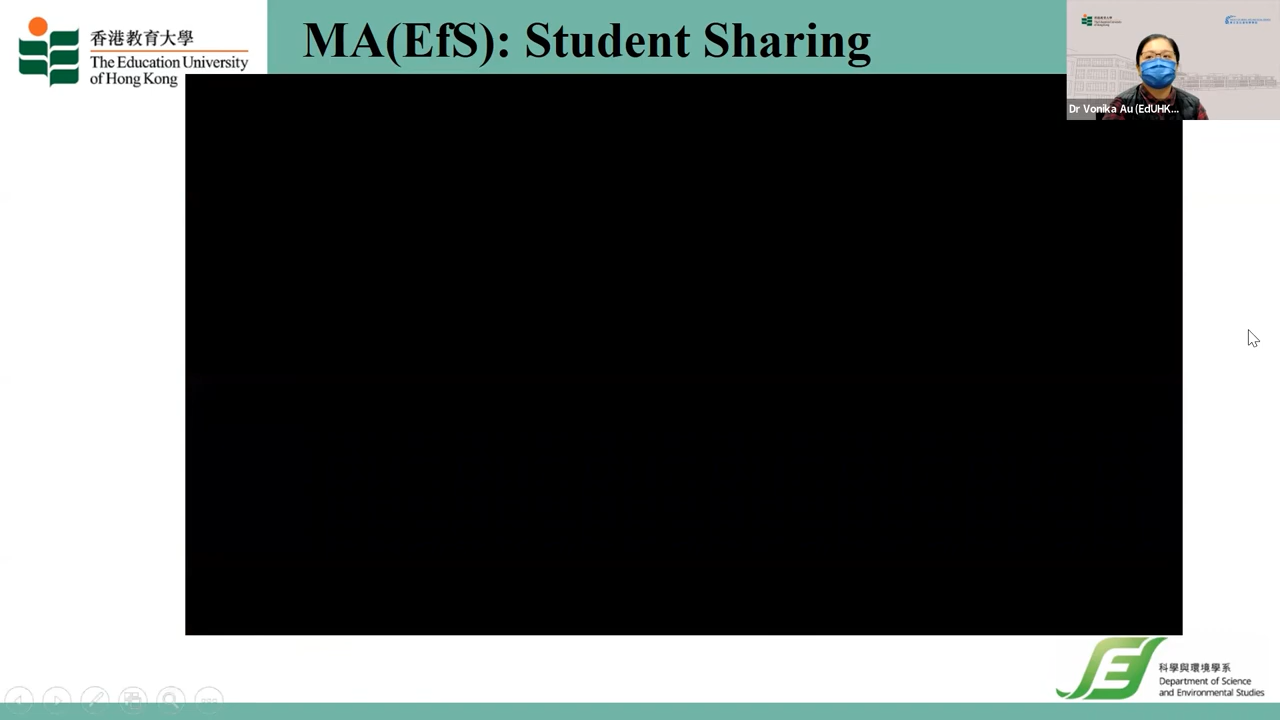 香港教育大學
The Education University
of Hong Kong
MA(EfS): Student Sharing
Dr Vonika Au (EdUHK...
科學與環境學系
Department of Science
and Environmental Studies